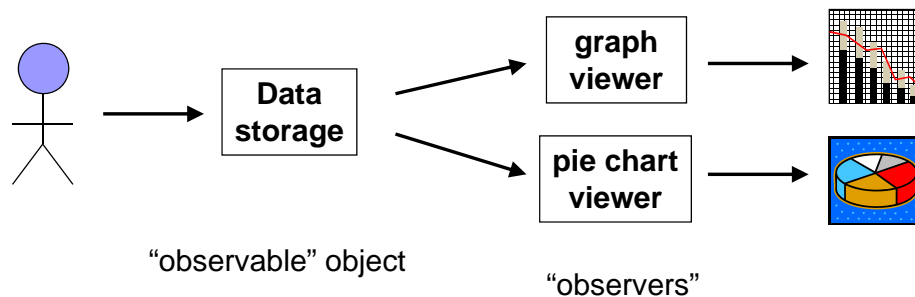 Data
storage
graph
viewer
pie chart
viewer
“observable” object
“observers”